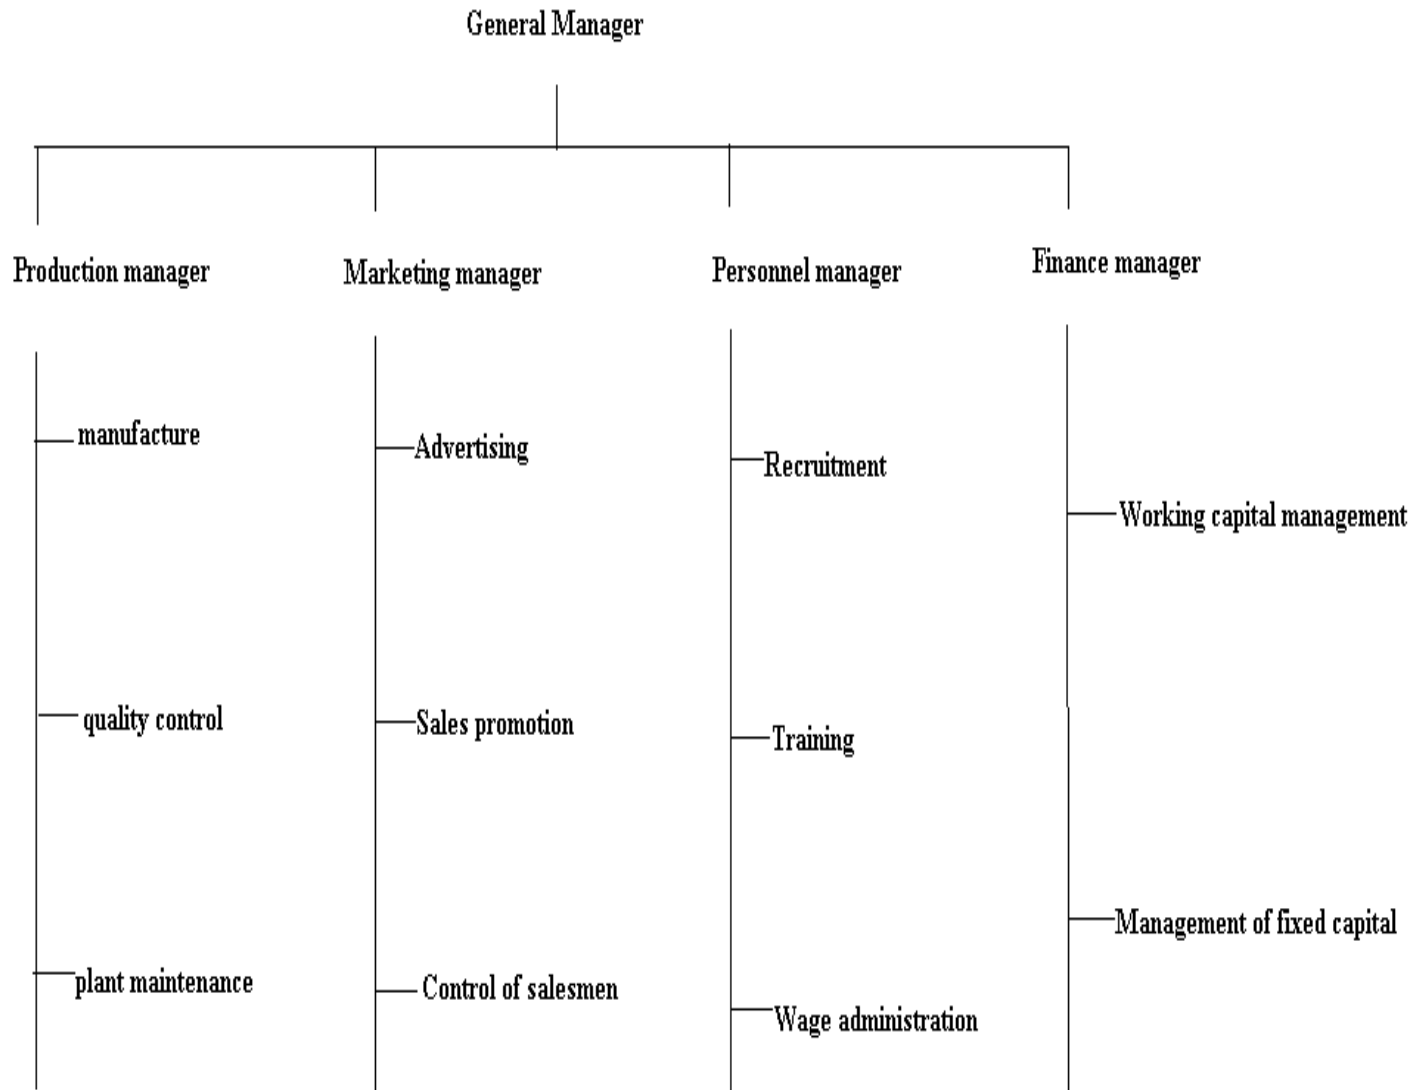 General Manager
Production manager
Marketing manager
Personnel manager
Finance manager
manufacture
Advertising
Recruitment
Working capital management
quality control
Sales promotion
Training
Management of fixed capital
plant maintenance
Control of salesmen
Wage administration